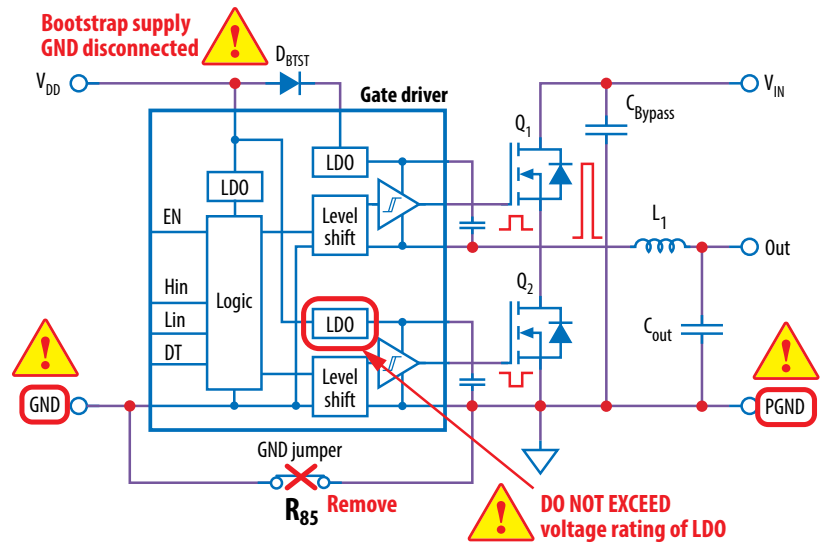 Bootstrap supply
GND disconnected
!
D_BTST
V_DD
Gate driver
V_IN
C_Bypass
Q_1
LDO
LDO
EN
Level
shift
L_1
Out
Hin
Lin
DT
Logic
LDO
Q_2
C_out
!
!
Level
shift
GND
PGND
GND jumper
R_85 Remove
!
DO NOT EXCEED
voltage rating of LDO